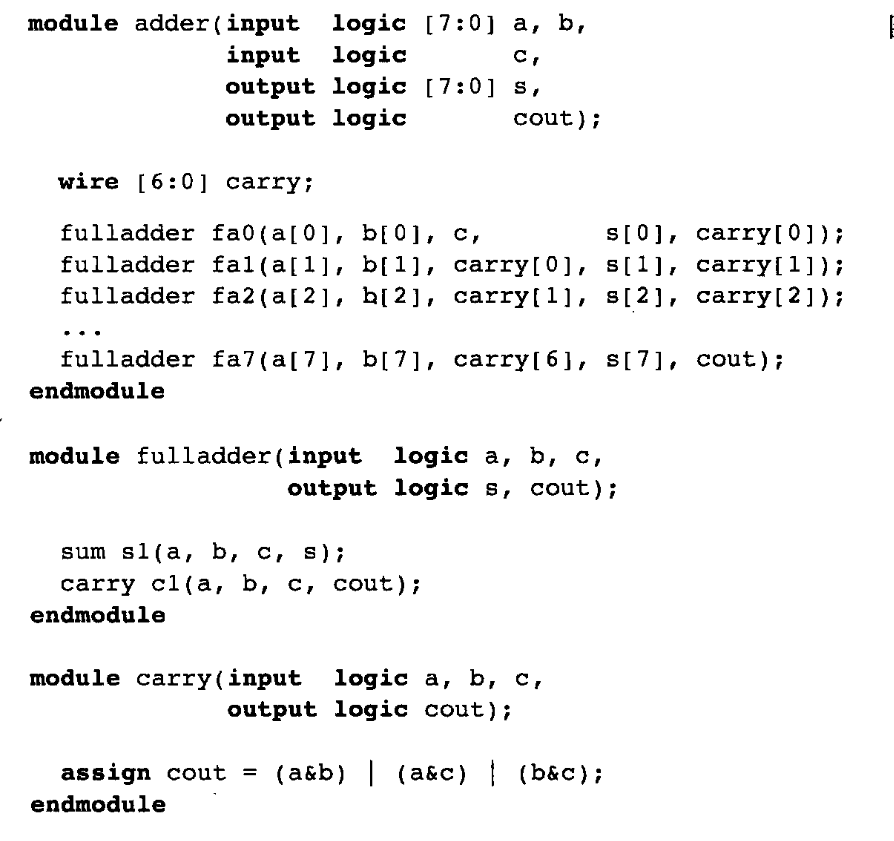 module adder(input logic [7:0] a, b,
input logic c,
output logic [7:0] s,
output logic cout);
wire [6:0] carry;
fulladder fa0(a[0], b[0], c, s[0], carry[0]);
fulladder fa1(a[1], b[1], carry[0], s[1], carry[1]);
fulladder fa2(a[2], b[2], carry[1], s[2], carry[2]);
...
fulladder fa7(a[7], b[7], carry[6], s[7], cout);
endmodule
module fulladder(input logic a, b, c,
output logic s, cout);
sum s1(a, b, c, s);
carry c1(a, b, c, cout);
endmodule
module carry(input logic a, b, c,
output logic cout);
assign cout = (a&b) | (a&c) | (b&c);
endmodule